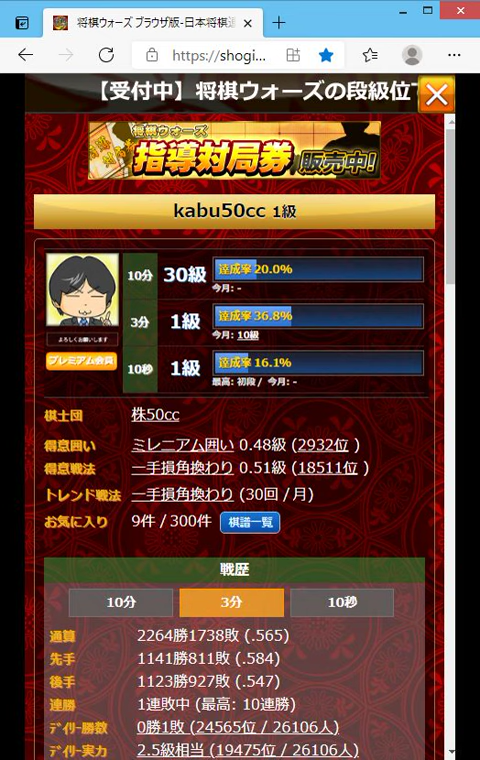 将棋ウォーズ ブラウザ版-日本将棋連
https://shogi...
【受付中】将棋ウォーズの段級位
将棋ウォーズ
指導対局券 販売中!
kabu50cc 1級
10分 30級 達成率 20.0%
今月: -
3分 1級 達成率 36.8%
今月: 10級
よろしくお願いします
プレミアム会員
10秒 1級 達成率 16.1%
最高: 初段 / 今月: -
棋士団 株50cc
得意囲い ミレニアム囲い 0.48級 (2932位 )
得意戦法 一手損角換わり 0.51級 (18511位 )
トレンド戦法 一手損角換わり (30回 / 月)
お気に入り 9件 / 300件 棋譜一覧
戦歴
10分 3分 10秒
通算 2264勝1738敗 (.565)
先手 1141勝811敗 (.584)
後手 1123勝927敗 (.547)
連勝 1連敗中 (最高: 10連勝)
ﾃﾞｲﾘｰ勝数 0勝1敗 (24565位 / 26106人)
ﾃﾞｲﾘｰ実力 2.5級相当 (19475位 / 26106人)